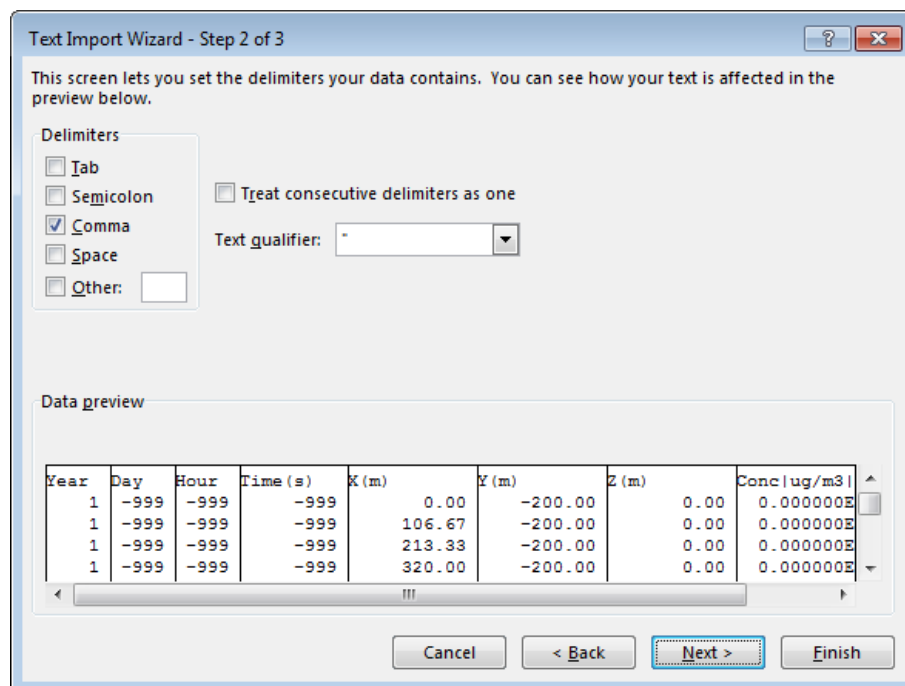 Text Import Wizard - Step 2 of 3
This screen lets you set the delimiters your data contains. You can see how your text is affected in the
preview below.
Delimiters
Tab
Semicolon
Comma
Space
Other:
Treat consecutive delimiters as one
Text qualifier: "
Data preview
Year Day Hour Time(s) X(m) Y(m) Z(m) Conc|ug/m3|
1 -999 -999 -999 0.00 -200.00 0.00 0.000000E
1 -999 -999 -999 106.67 -200.00 0.00 0.000000E
1 -999 -999 -999 213.33 -200.00 0.00 0.000000E
1 -999 -999 -999 320.00 -200.00 0.00 0.000000E
Cancel < Back Next > Finish